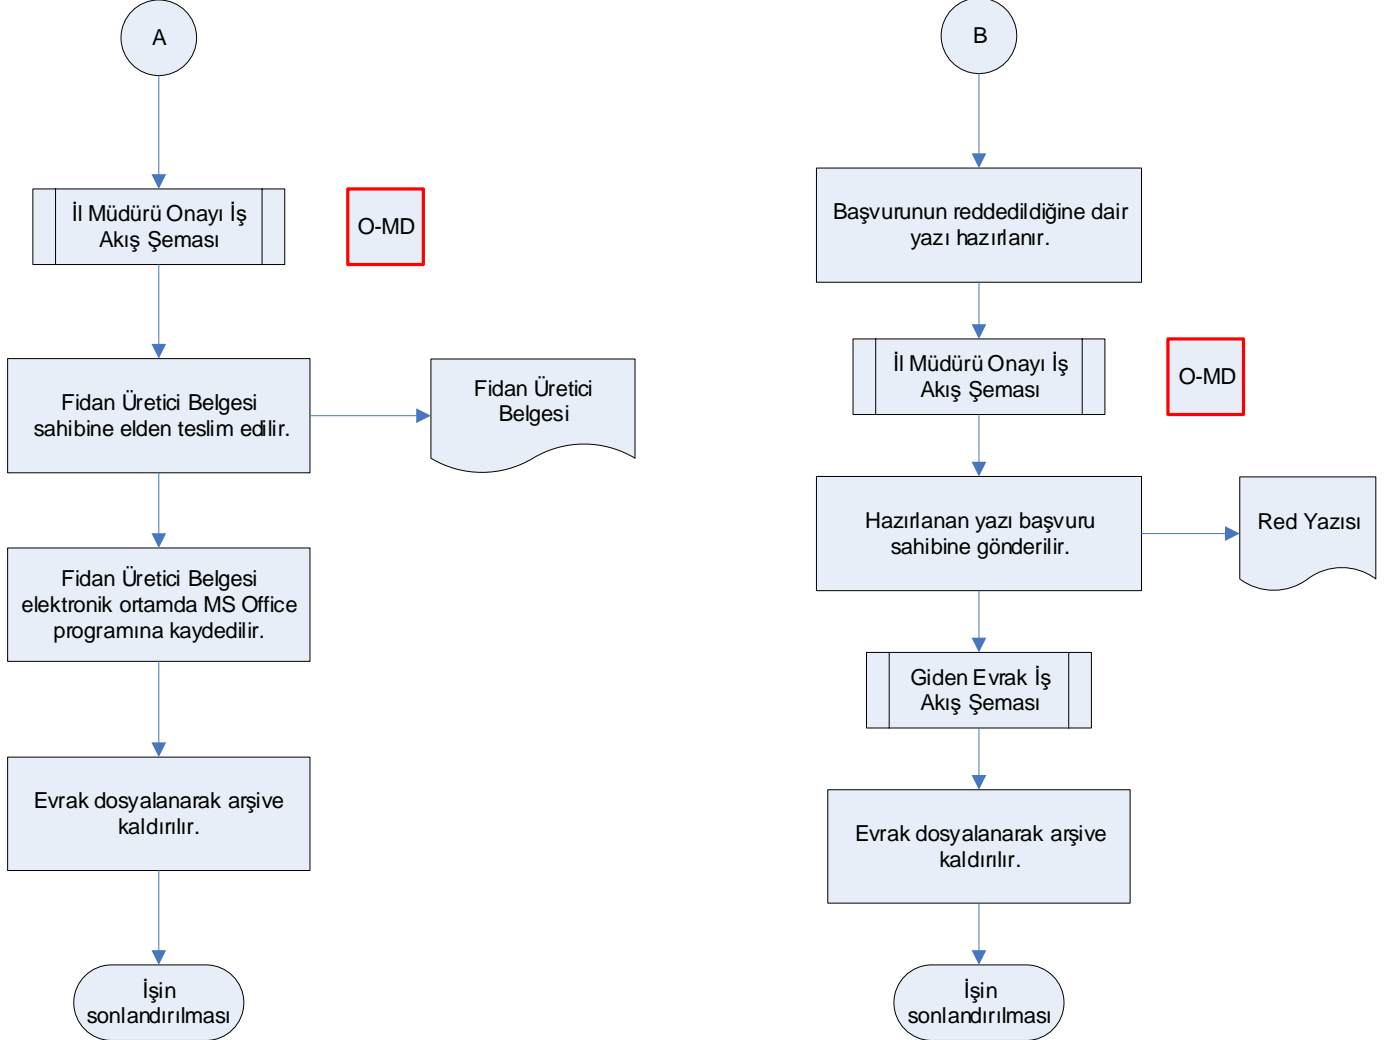 A
İl Müdürü Onayı İş
Akış Şeması
O-MD
Fidan Üretici Belgesi
sahibine elden teslim edilir.
Fidan Üretici
Belgesi
Fidan Üretici Belgesi
elektronik ortamda MS Office
programına kaydedilir.
Evrak dosyalanarak arşive
kaldırılır.
İşin
sonlandırılması
B
Başvurunun reddedildiğine dair
yazı hazırlanır.
İl Müdürü Onayı İş
Akış Şeması
O-MD
Hazırlanan yazı başvuru
sahibine gönderilir.
Red Yazısı
Giden Evrak İş
Akış Şeması
Evrak dosyalanarak arşive
kaldırılır.
İşin
sonlandırılması